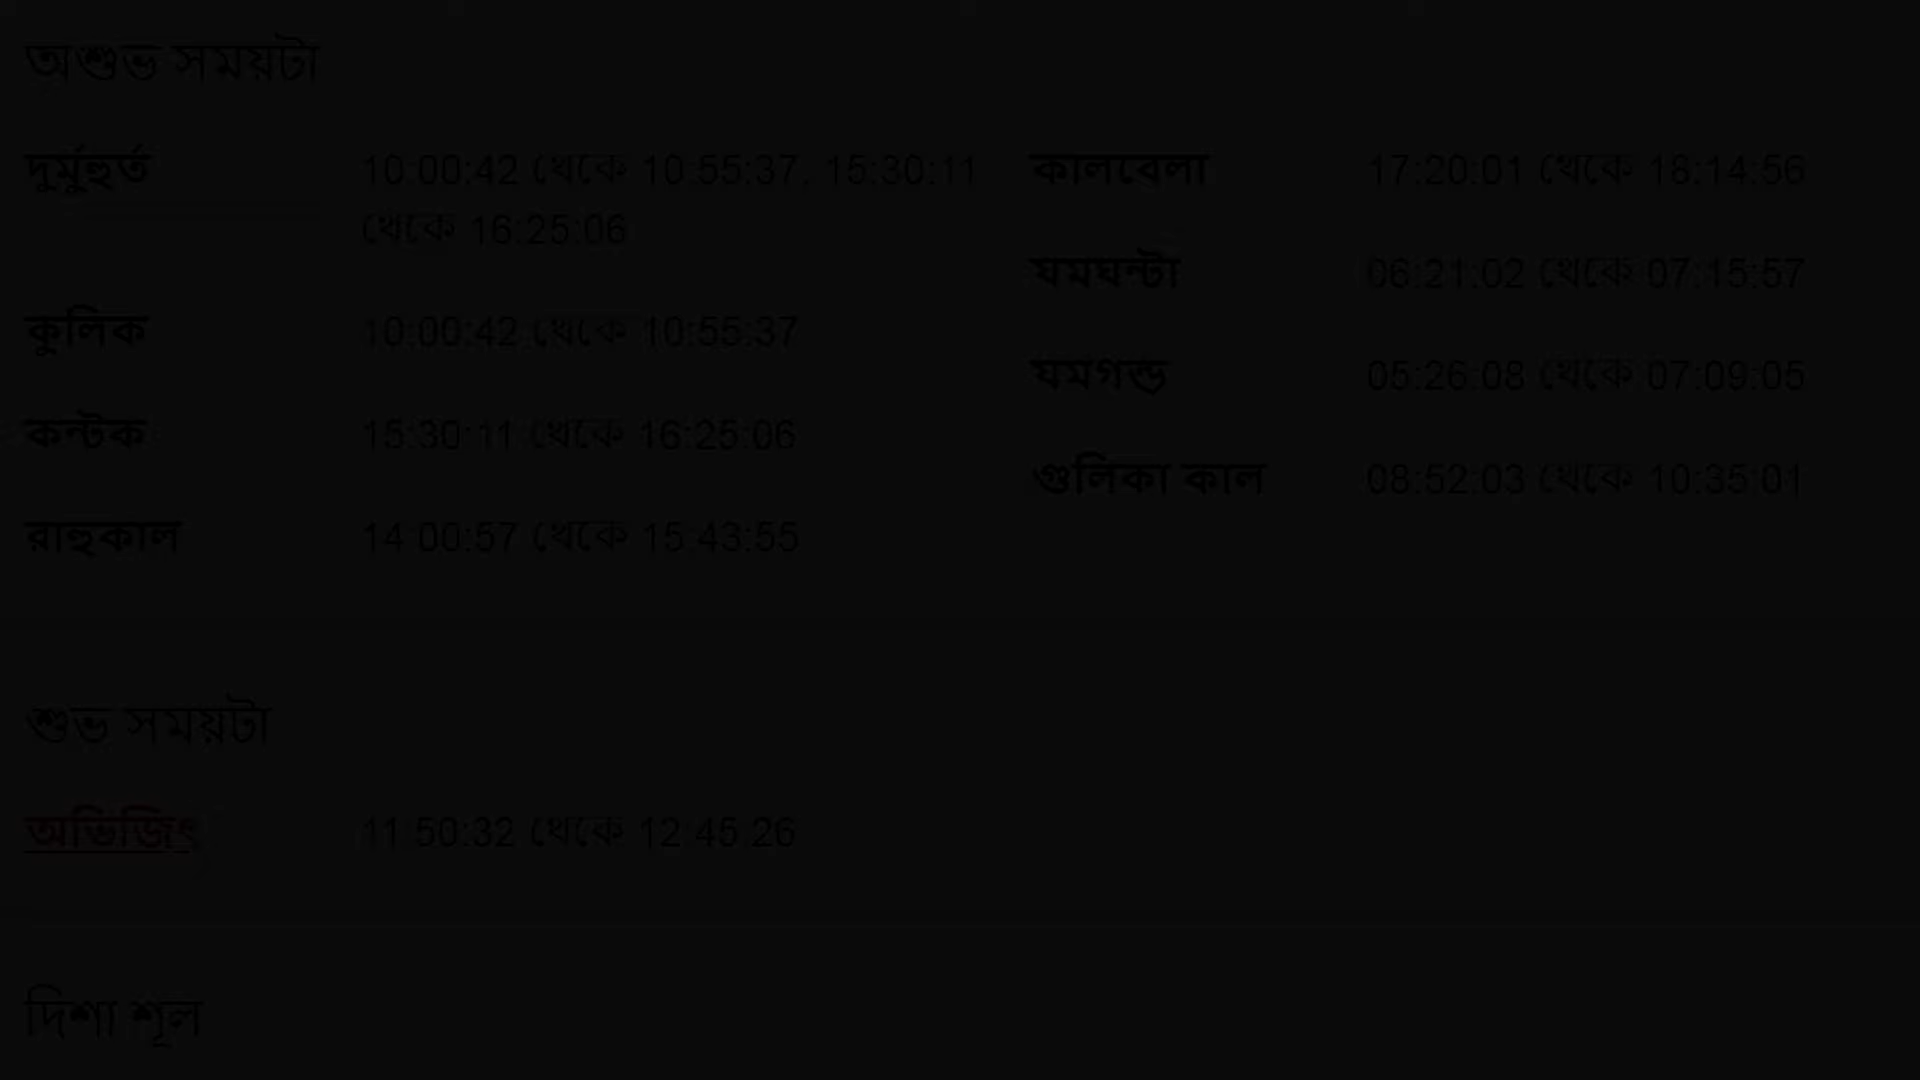 অশুভ সময়টা
দুর্মুহুর্ত 10:00:42 থেকে 10:55:37, 15:30:11 থেকে 16:25:06
কুলিক 10:00:42 থেকে 10:55:37
কন্টক 15:30:11 থেকে 16:25:06
রাহুকাল 14:00:57 থেকে 15:43:55
কালবেলা 17:20:01 থেকে 18:14:56
যমঘন্টা 06:21:02 থেকে 07:15:57
যমগন্ড 05:26:08 থেকে 07:09:05
গুলিকা কাল 08:52:03 থেকে 10:35:01
শুভ সময়টা
অভিজিৎ 11:50:32 থেকে 12:45:26
দিশা শূল